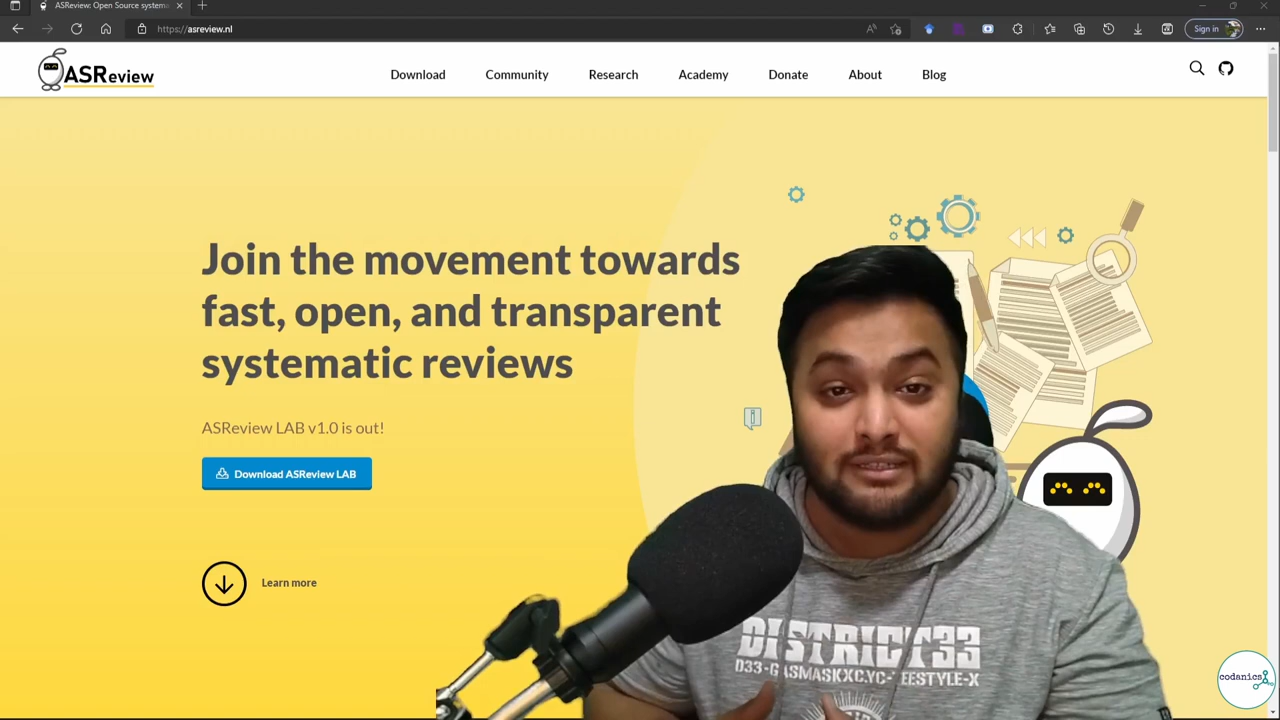 ASReview: Open Source systema
https://asreview.nl
Sign in
ASReview
Download
Community
Research
Academy
Donate
About
Blog
Join the movement towards
fast, open, and transparent
systematic reviews
ASReview LAB v1.0 is out!
Download ASReview LAB
Learn more
DISTRICT33
codanics